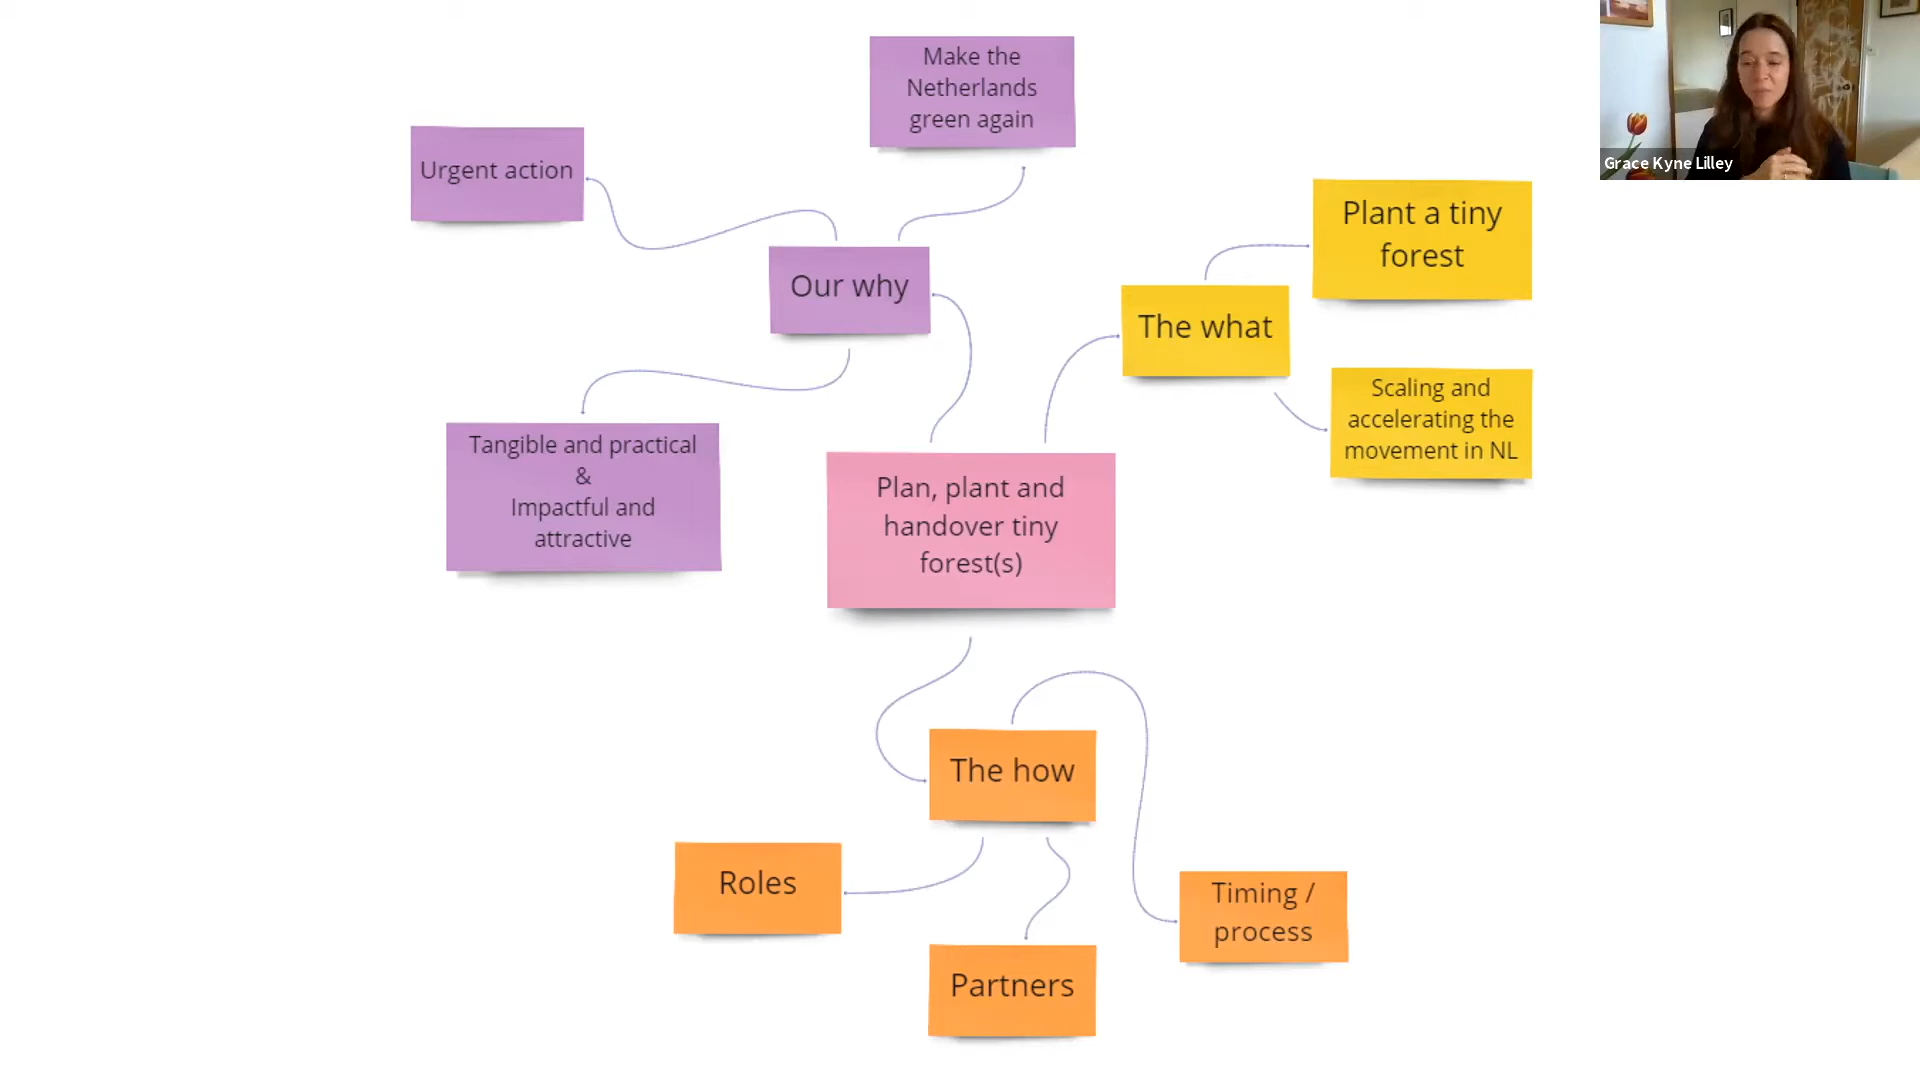 Make the
Netherlands
green again
Urgent action
Grace Kyne Lilley
Plant a tiny
forest
Our why
The what
Scaling and
accelerating the
movement in NL
Tangible and practical
&
Impactful and
attractive
Plan, plant and
handover tiny
forest(s)
The how
Roles
Timing /
process
Partners